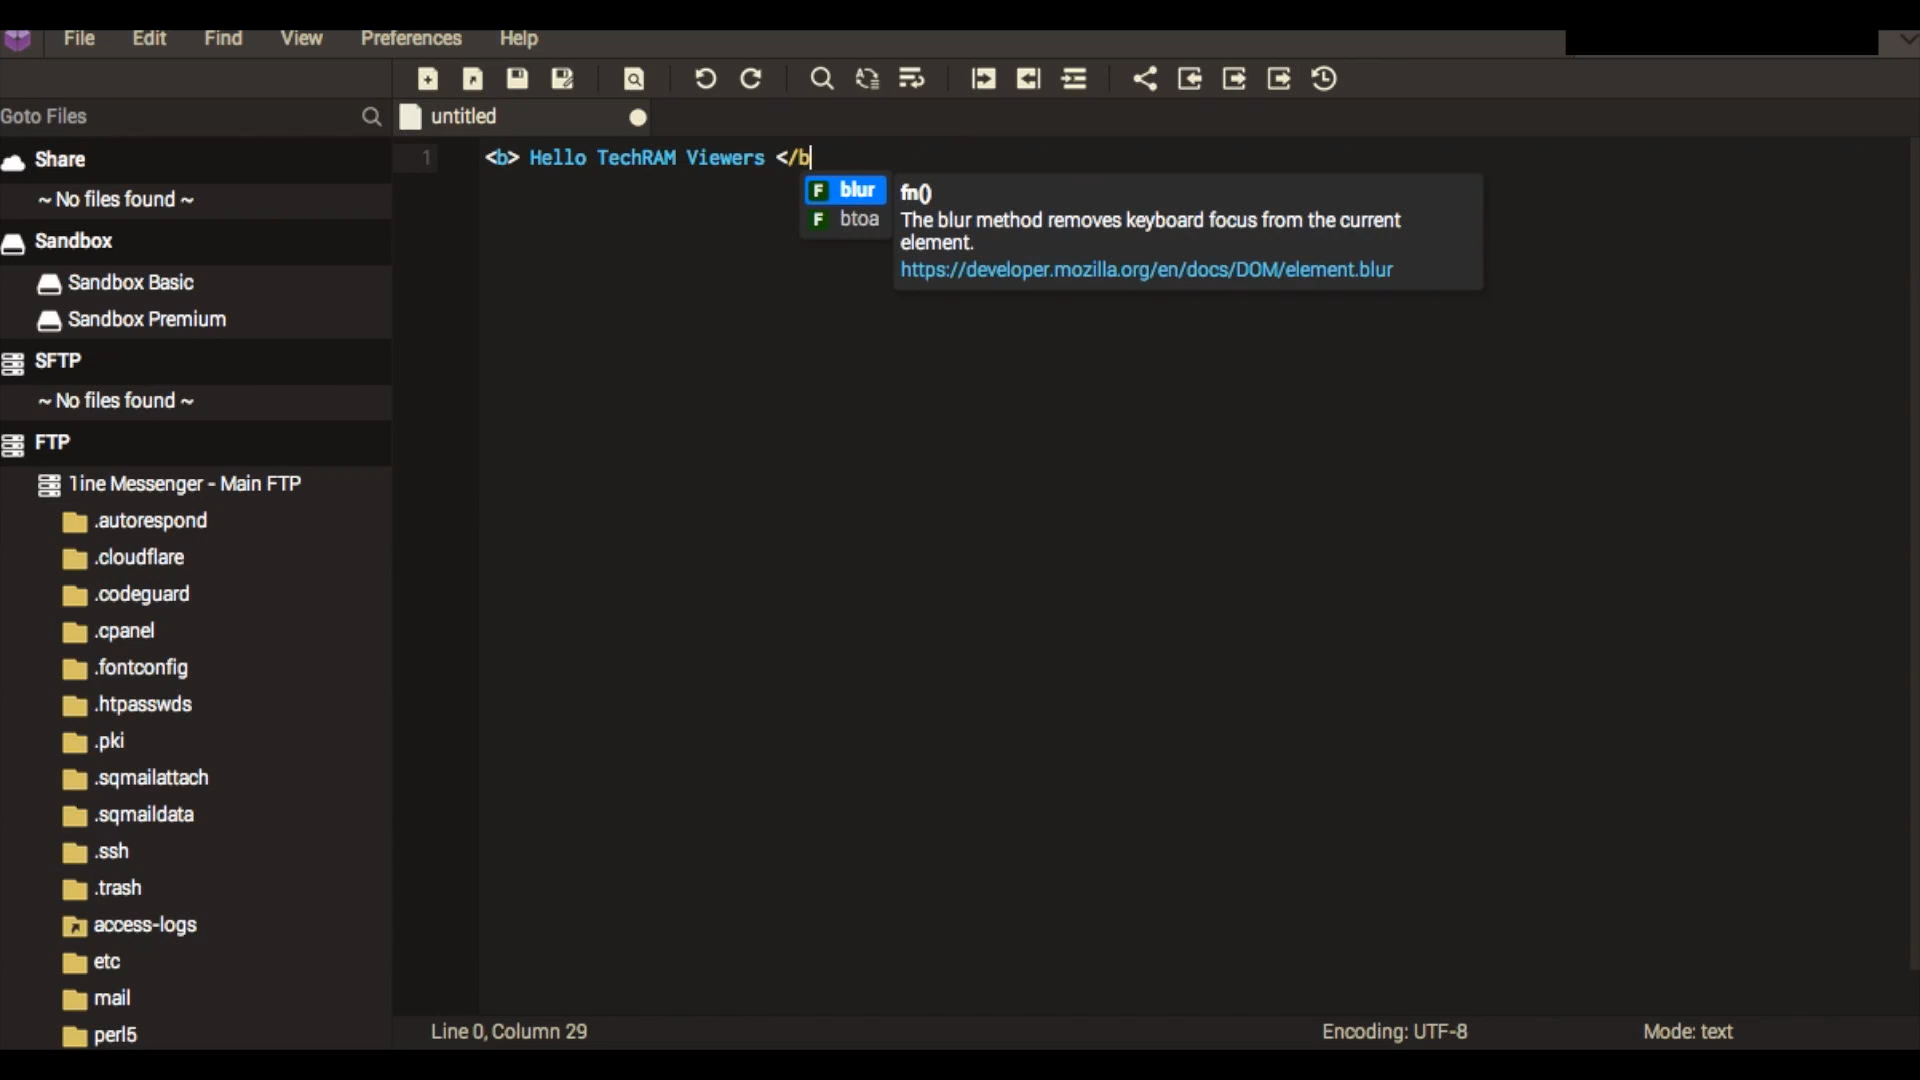 File Edit Find View Preferences Help
Goto Files
untitled
Share
~ No files found ~
Sandbox
Sandbox Basic
Sandbox Premium
SFTP
~ No files found ~
FTP
1ine Messenger - Main FTP
.autorespond
.cloudflare
.codeguard
.cpanel
.fontconfig
.htpasswds
.pki
.sqmailattach
.sqmaildata
.ssh
.trash
access-logs
etc
mail
perl5
1 <b> Hello TechRAM Viewers </b
F blur
F btoa
fn()
The blur method removes keyboard focus from the current
element.
https://developer.mozilla.org/en/docs/DOM/element.blur
Line 0, Column 29 Encoding: UTF-8 Mode: text